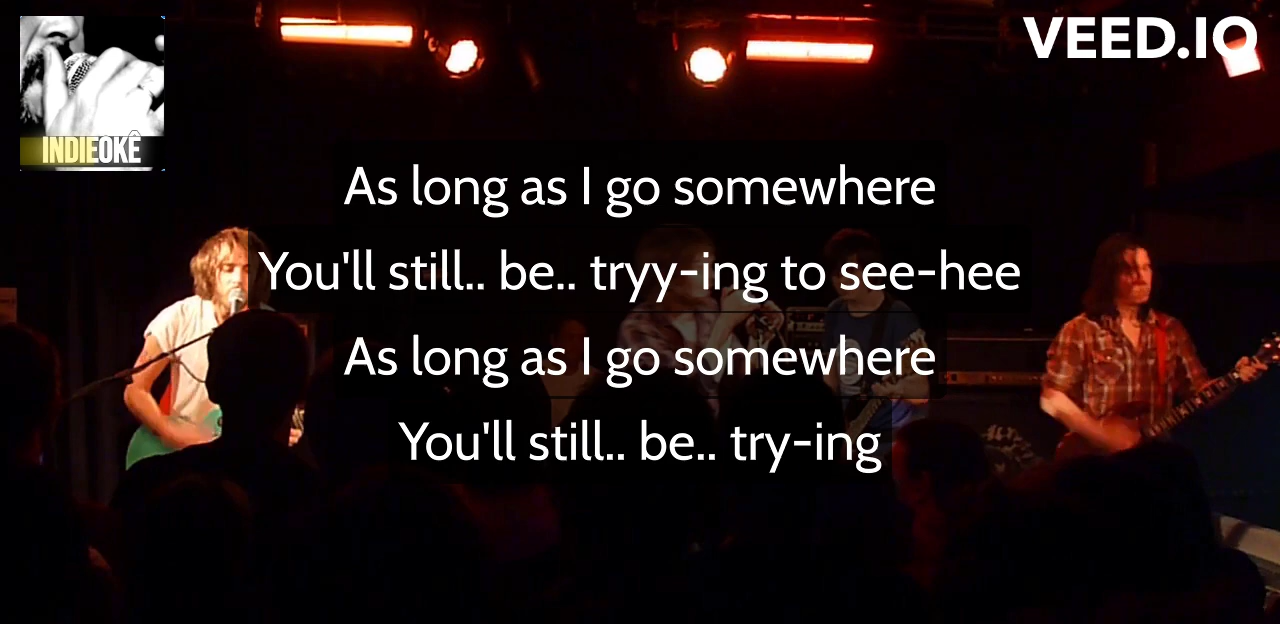 VEED.IO
INDIEOKÊ
As long as I go somewhere
You'll still.. be.. tryy-ing to see-hee
As long as I go somewhere
You'll still.. be.. try-ing